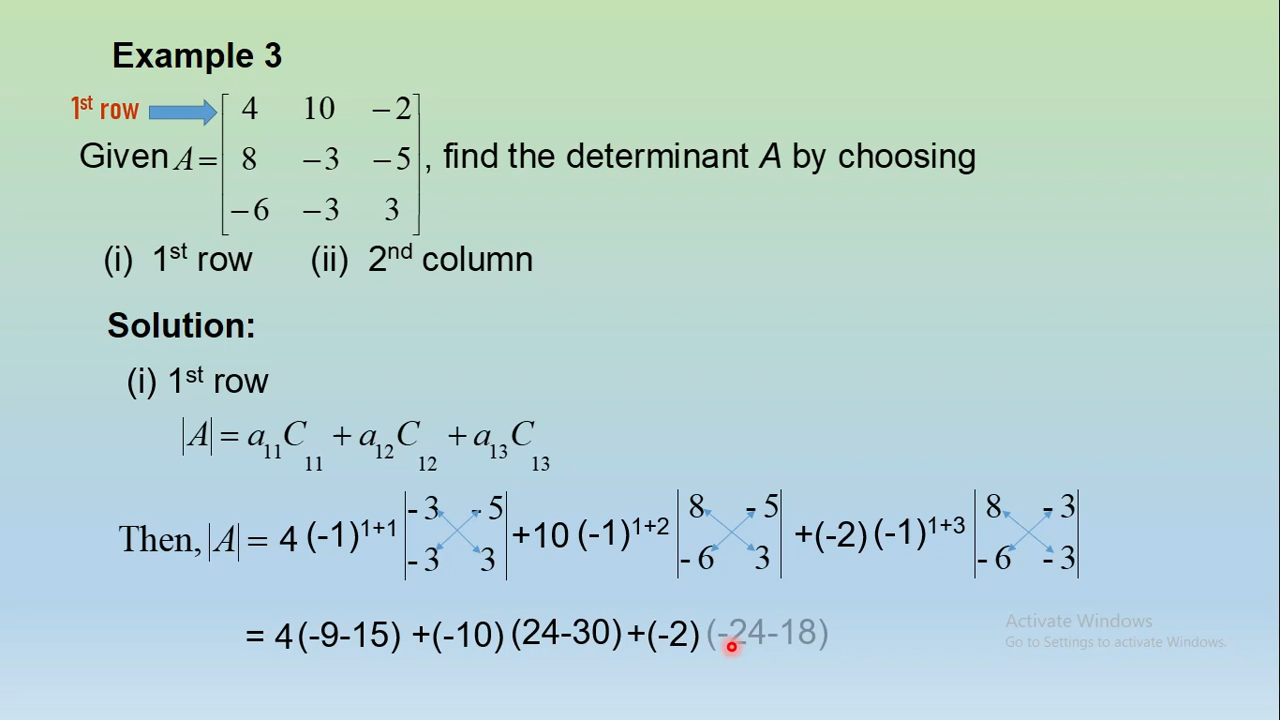 Example 3
1st row
Given A = [ 4 10 −2
8 −3 −5
−6 −3 3 ] , find the determinant A by choosing
(i) 1st row (ii) 2nd column
Solution:
(i) 1st row
|A| = a11C11 + a12C12 + a13C13
Then, |A| = 4 (-1)1+1 |-3 -5; -3 3| +10 (-1)1+2 |8 -5; -6 3| +(-2) (-1)1+3 |8 -3; -6 -3|
= 4 (-9-15) +(-10) (24-30) +(-2) (-24-18)
Activate Windows
Go to Settings to activate Windows.